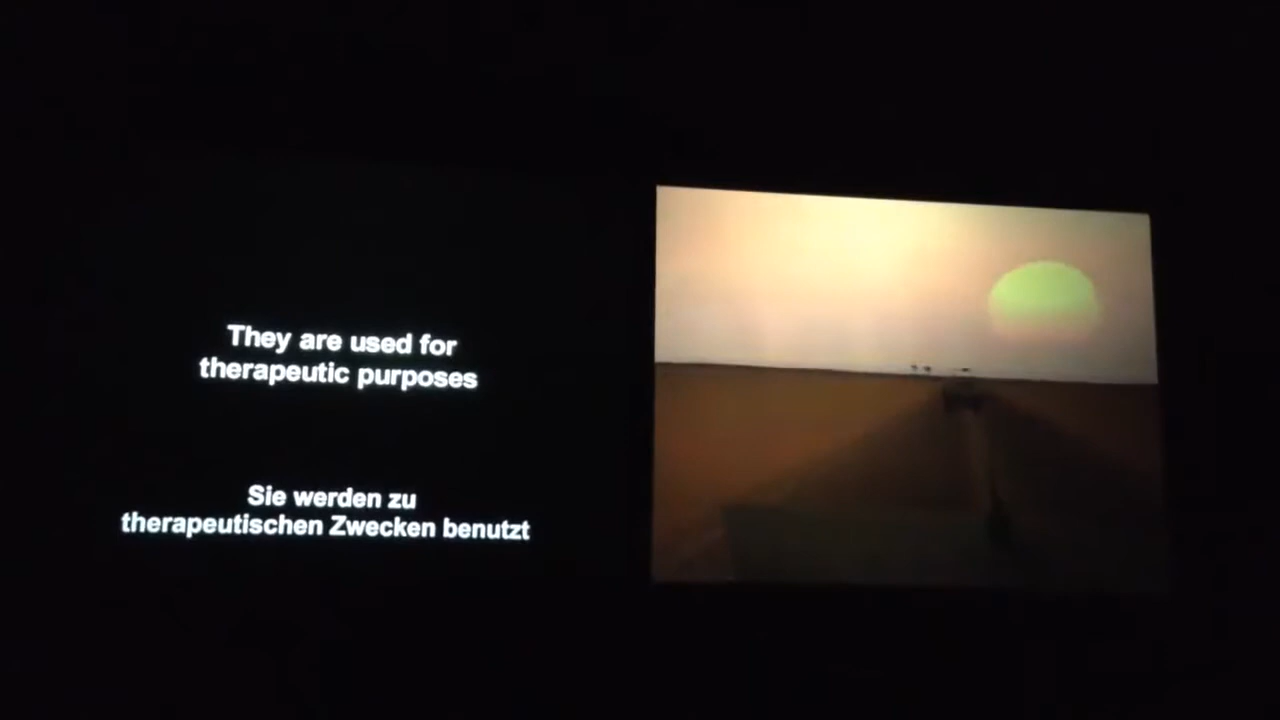 They are used for
therapeutic purposes
Sie werden zu
therapeutischen Zwecken benutzt